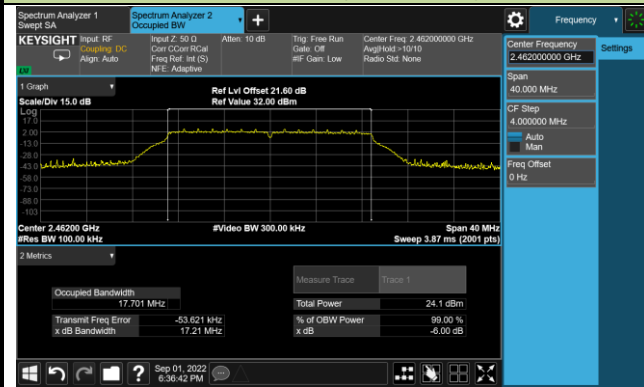 Spectrum Analyzer 1
Swept SA
Spectrum Analyzer 2
Occupied BW
+
Frequency
KEYSIGHT
Input: RF
Coupling: DC
Align: Auto
Input Z: 50 Ω
Corr CCorr RCal
Freq Ref: Int (S)
NFE: Adaptive
Atten: 10 dB
Trig: Free Run
Gate: Off
#IF Gain: Low
Center Freq: 2.462000000 GHz
Avg|Hold:>10/10
Radio Std: None
Center Frequency
2.462000000 GHz
Settings
Span
40.000 MHz
CF Step
4.000000 MHz
Auto
Man
Freq Offset
0 Hz
1 Graph
Scale/Div 15.0 dB
Ref Lvl Offset 21.60 dB
Ref Value 32.00 dBm
Log
17.0
2.00
-13.0
-28.0
-43.0
-58.0
-73.0
-88.0
-103
Center 2.46200 GHz
#Res BW 100.00 kHz
#Video BW 300.00 kHz
Span 40 MHz
Sweep 3.87 ms (2001 pts)
2 Metrics
Measure Trace
Trace 1
Occupied Bandwidth
17.701 MHz
Total Power
24.1 dBm
Transmit Freq Error
-53.621 kHz
% of OBW Power
99.00 %
x dB Bandwidth
17.21 MHz
x dB
-6.00 dB
?
Sep 01, 2022
6:36:42 PM